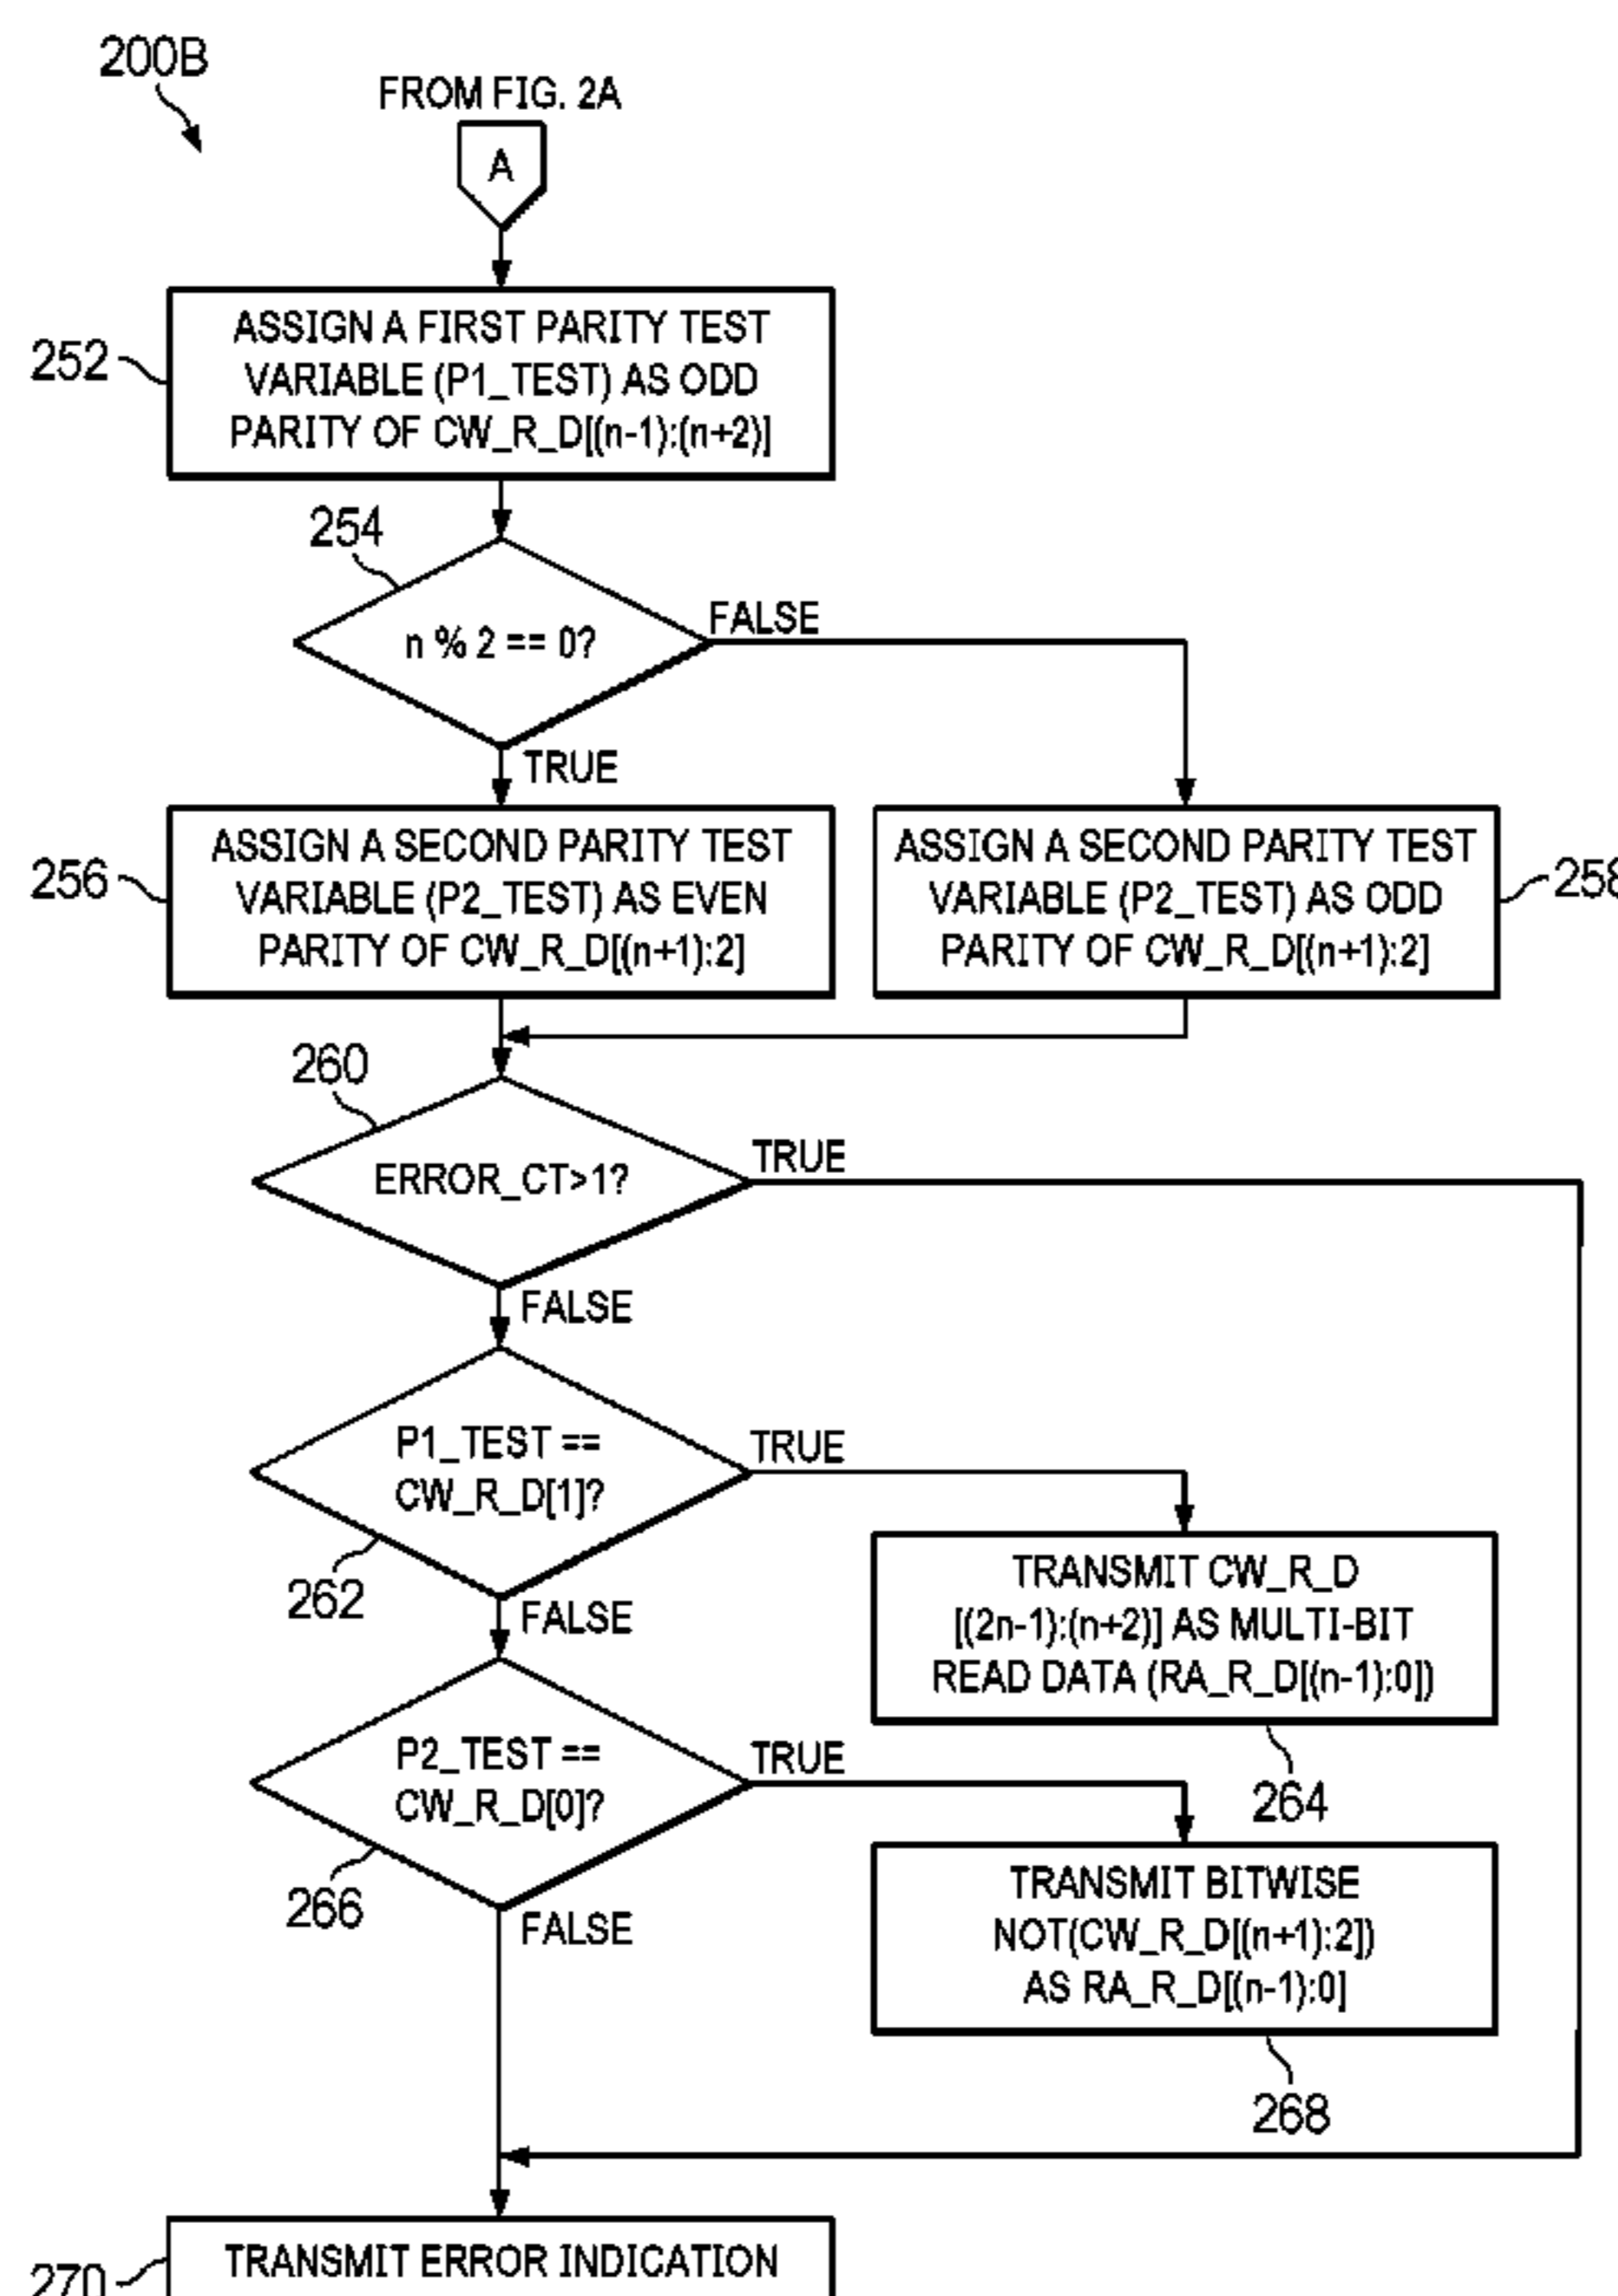 200B
FROM FIG. 2A
A
252
ASSIGN A FIRST PARITY TEST
VARIABLE (P1_TEST) AS ODD
PARITY OF CW_R_D[(n-1):(n+2)]
254
n % 2 == 0?
FALSE
TRUE
256
ASSIGN A SECOND PARITY TEST
VARIABLE (P2_TEST) AS EVEN
PARITY OF CW_R_D[(n+1):2]
ASSIGN A SECOND PARITY TEST
VARIABLE (P2_TEST) AS ODD
PARITY OF CW_R_D[(n+1):2]
258
260
ERROR_CT>1?
TRUE
FALSE
P1_TEST ==
CW_R_D[1]?
TRUE
262
FALSE
TRANSMIT CW_R_D
[(2n-1):(n+2)] AS MULTI-BIT
READ DATA (RA_R_D[(n-1):0])
264
P2_TEST ==
CW_R_D[0]?
TRUE
266
FALSE
TRANSMIT BITWISE
NOT(CW_R_D[(n+1):2])
AS RA_R_D[(n-1):0]
268
270
TRANSMIT ERROR INDICATION